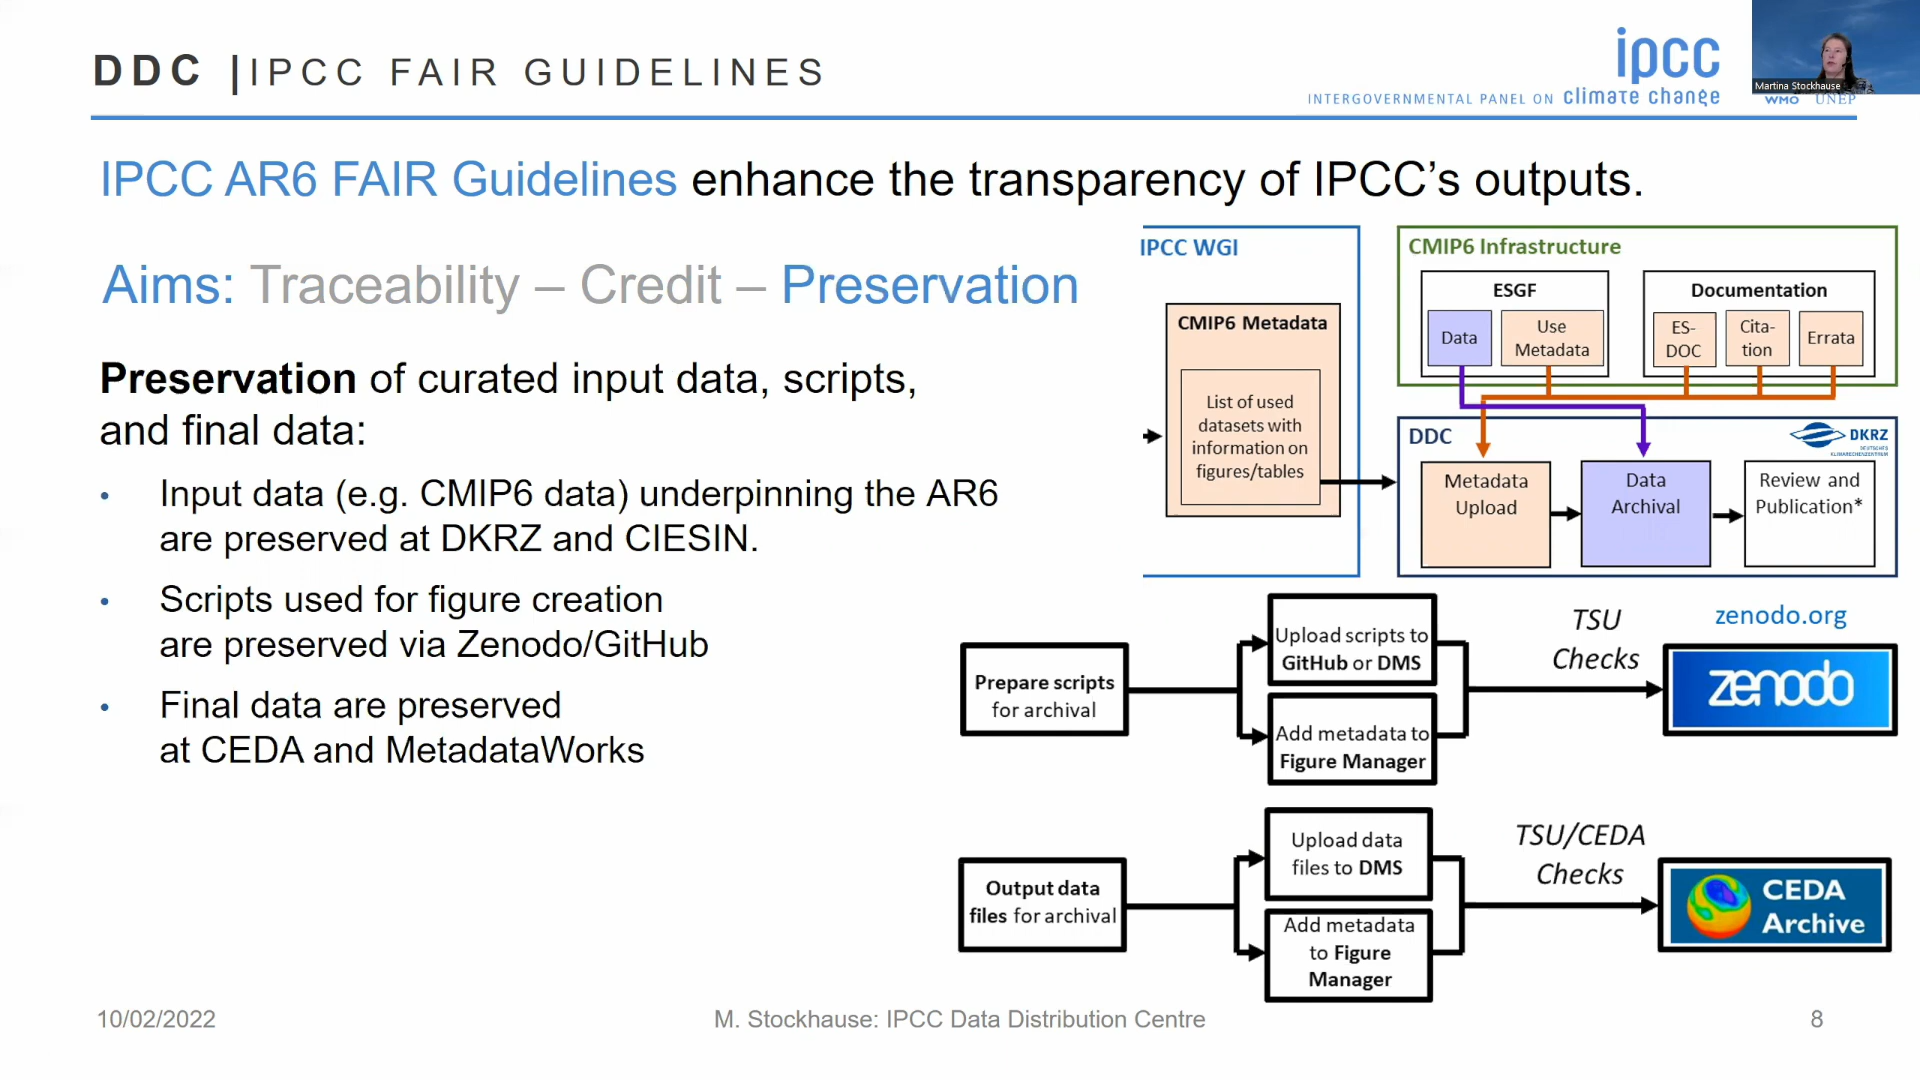 DDC |IPCC FAIR GUIDELINES
ipcc
INTERGOVERNMENTAL PANEL ON climate change
Martina Stockhause
WMO UNEP
IPCC AR6 FAIR Guidelines enhance the transparency of IPCC’s outputs.
Aims: Traceability – Credit – Preservation
Preservation of curated input data, scripts,
and final data:
• Input data (e.g. CMIP6 data) underpinning the AR6
are preserved at DKRZ and CIESIN.
• Scripts used for figure creation
are preserved via Zenodo/GitHub
• Final data are preserved
at CEDA and MetadataWorks
IPCC WGI
CMIP6 Metadata
List of used
datasets with
information on
figures/tables
CMIP6 Infrastructure
ESGF
Data
Use
Metadata
Documentation
ES-
DOC
Cita-
tion
Errata
DDC
DKRZ
DEUTSCHES
KLIMARECHENZENTRUM
Metadata
Upload
Data
Archival
Review and
Publication*
Prepare scripts
for archival
Upload scripts to
GitHub or DMS
Add metadata to
Figure Manager
TSU
Checks
zenodo.org
zenodo
Output data
files for archival
Upload data
files to DMS
Add metadata
to Figure
Manager
TSU/CEDA
Checks
CEDA
Archive
10/02/2022
M. Stockhause: IPCC Data Distribution Centre
8